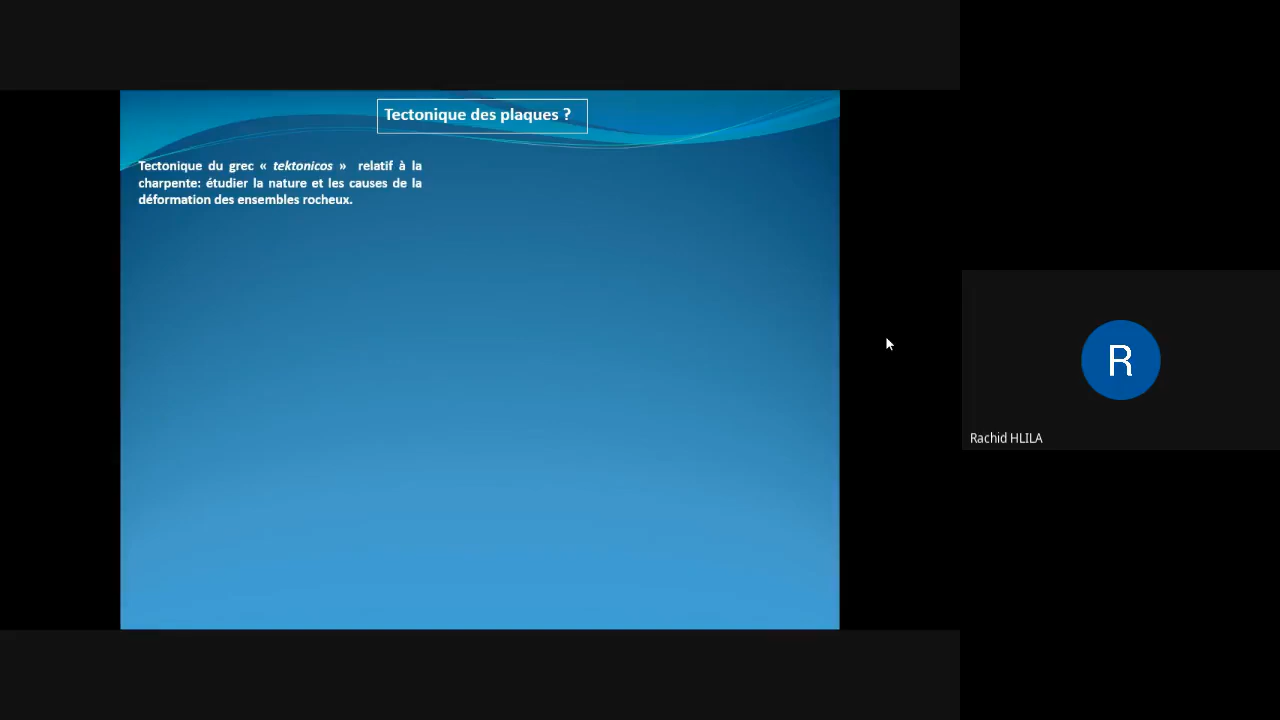 Tectonique des plaques ?
Tectonique du grec « tektonicos » relatif à la
charpente: étudier la nature et les causes de la
déformation des ensembles rocheux.
R
Rachid HLILA